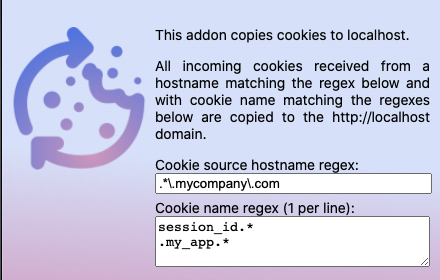 This addon copies cookies to localhost.
All incoming cookies received from a
hostname matching the regex below and
with cookie name matching the regexes
below are copied to the http://localhost
domain.
Cookie source hostname regex:
.*\.mycompany\.com
Cookie name regex (1 per line):
session_id.*
.my_app.*